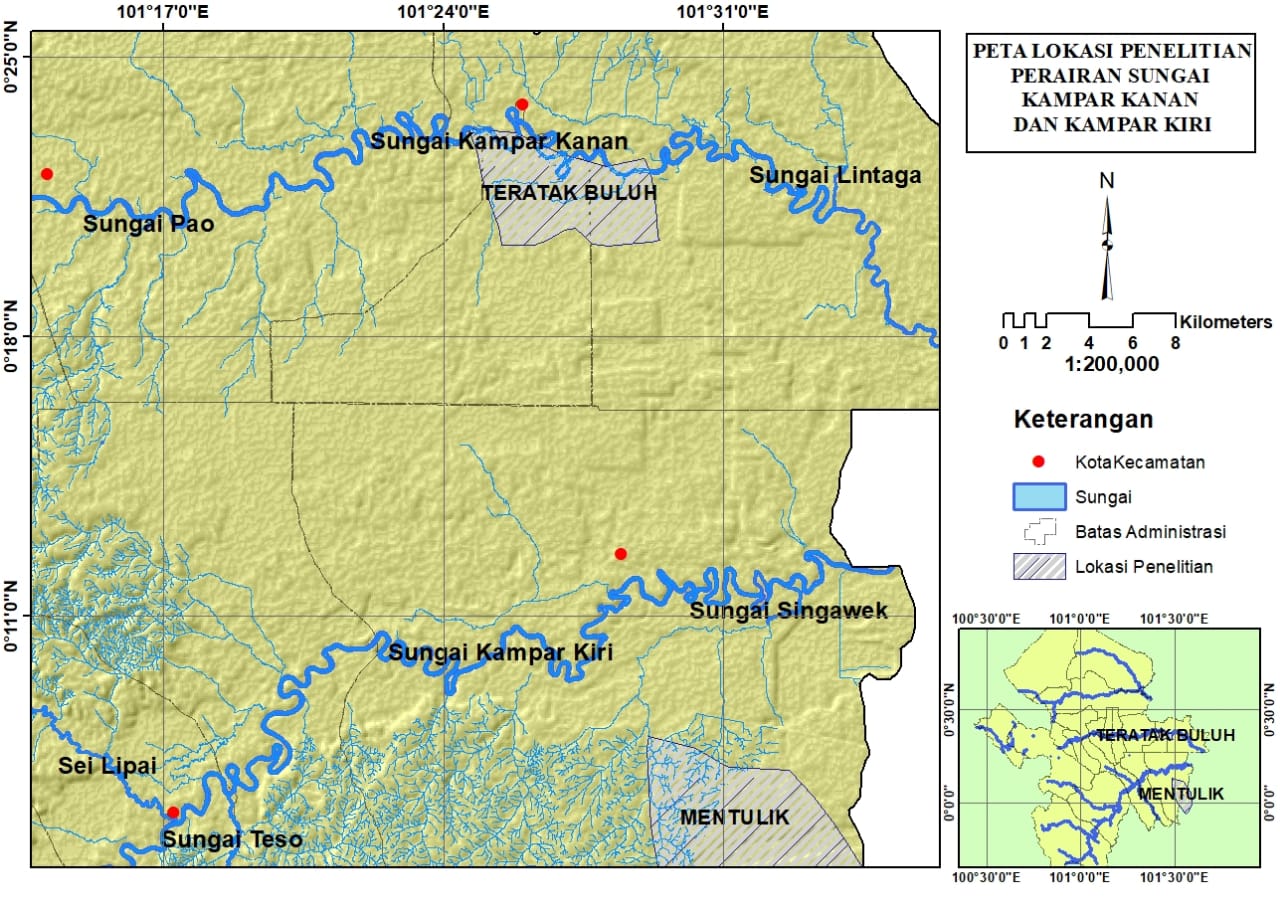 101°17'0"E
101°24'0"E
101°31'0"E
0°25'0"N
0°18'0"N
0°11'0"N
Sungai Kampar Kanan
Sungai Lintaga
TERATAK BULUH
Sungai Pao
Sungai Singawek
Sungai Kampar Kiri
Sei Lipai
MENTULIK
Sungai Teso
PETA LOKASI PENELITIAN
PERAIRAN SUNGAI
KAMPAR KANAN
DAN KAMPAR KIRI
N
Kilometers
0 1 2 4 6 8
1:200,000
Keterangan
KotaKecamatan
Sungai
Batas Administrasi
Lokasi Penelitian
100°30'0"E 101°0'0"E 101°30'0"E
0°30'0"N
0°0'0"
0°30'0"N
0°0'0"
TERATAK BULUH
MENTULIK
100°30'0"E 101°0'0"E 101°30'0"E